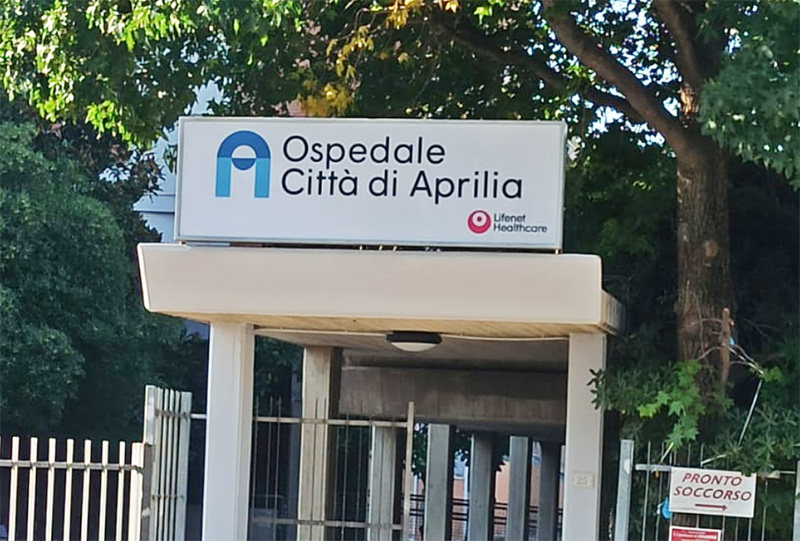 Ospedale
Città di Aprilia
Lifenet
Healthcare
25
PRONTO
SOCCORSO